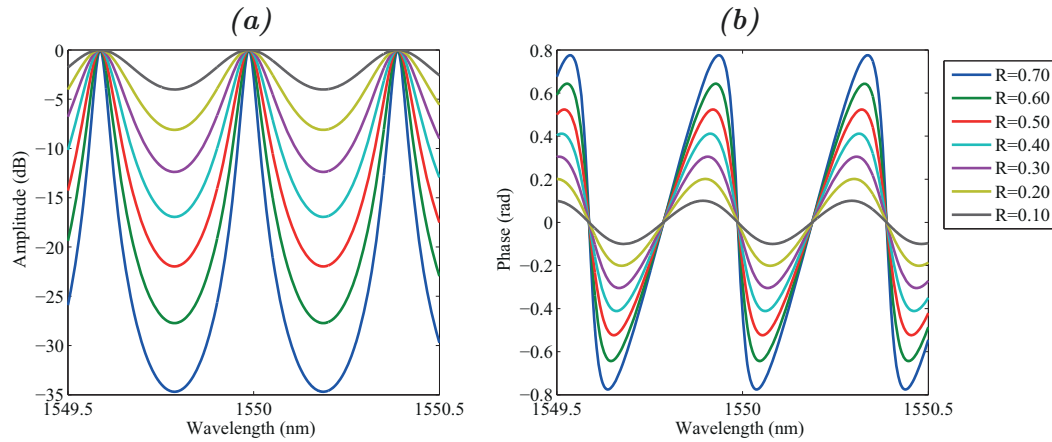 (a)
0
−5
−10
−15
−20
−25
−30
−35
Amplitude (dB)
1549.5
1550
1550.5
Wavelength (nm)
(b)
0.8
0.6
0.4
0.2
0
−0.2
−0.4
−0.6
−0.8
Phase (rad)
1549.5
1550
1550.5
Wavelength (nm)
R=0.70
R=0.60
R=0.50
R=0.40
R=0.30
R=0.20
R=0.10